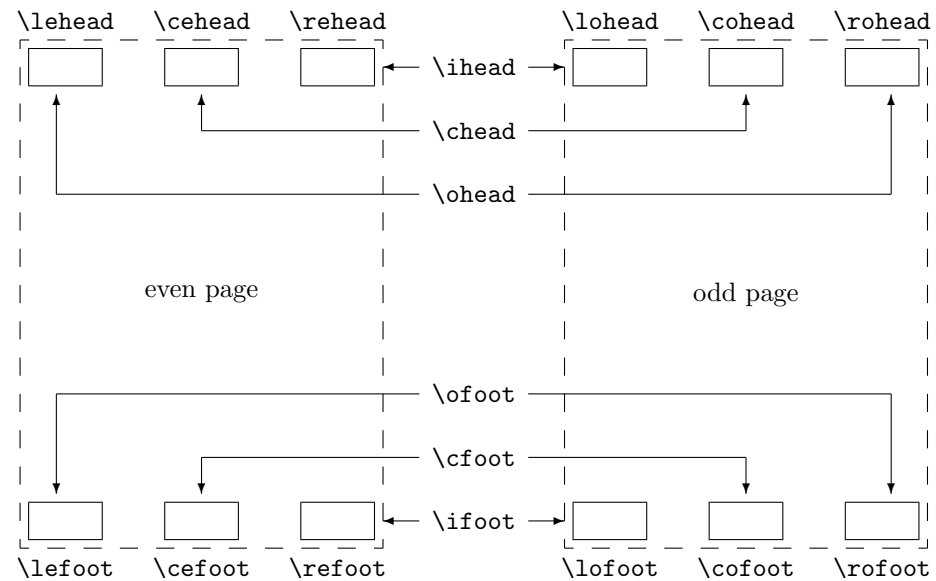 \lehead \cehead \rehead \lohead \cohead \rohead
\ihead
\chead
\ohead
even page odd page
\ofoot
\cfoot
\ifoot
\lefoot \cefoot \refoot \lofoot \cofoot \rofoot